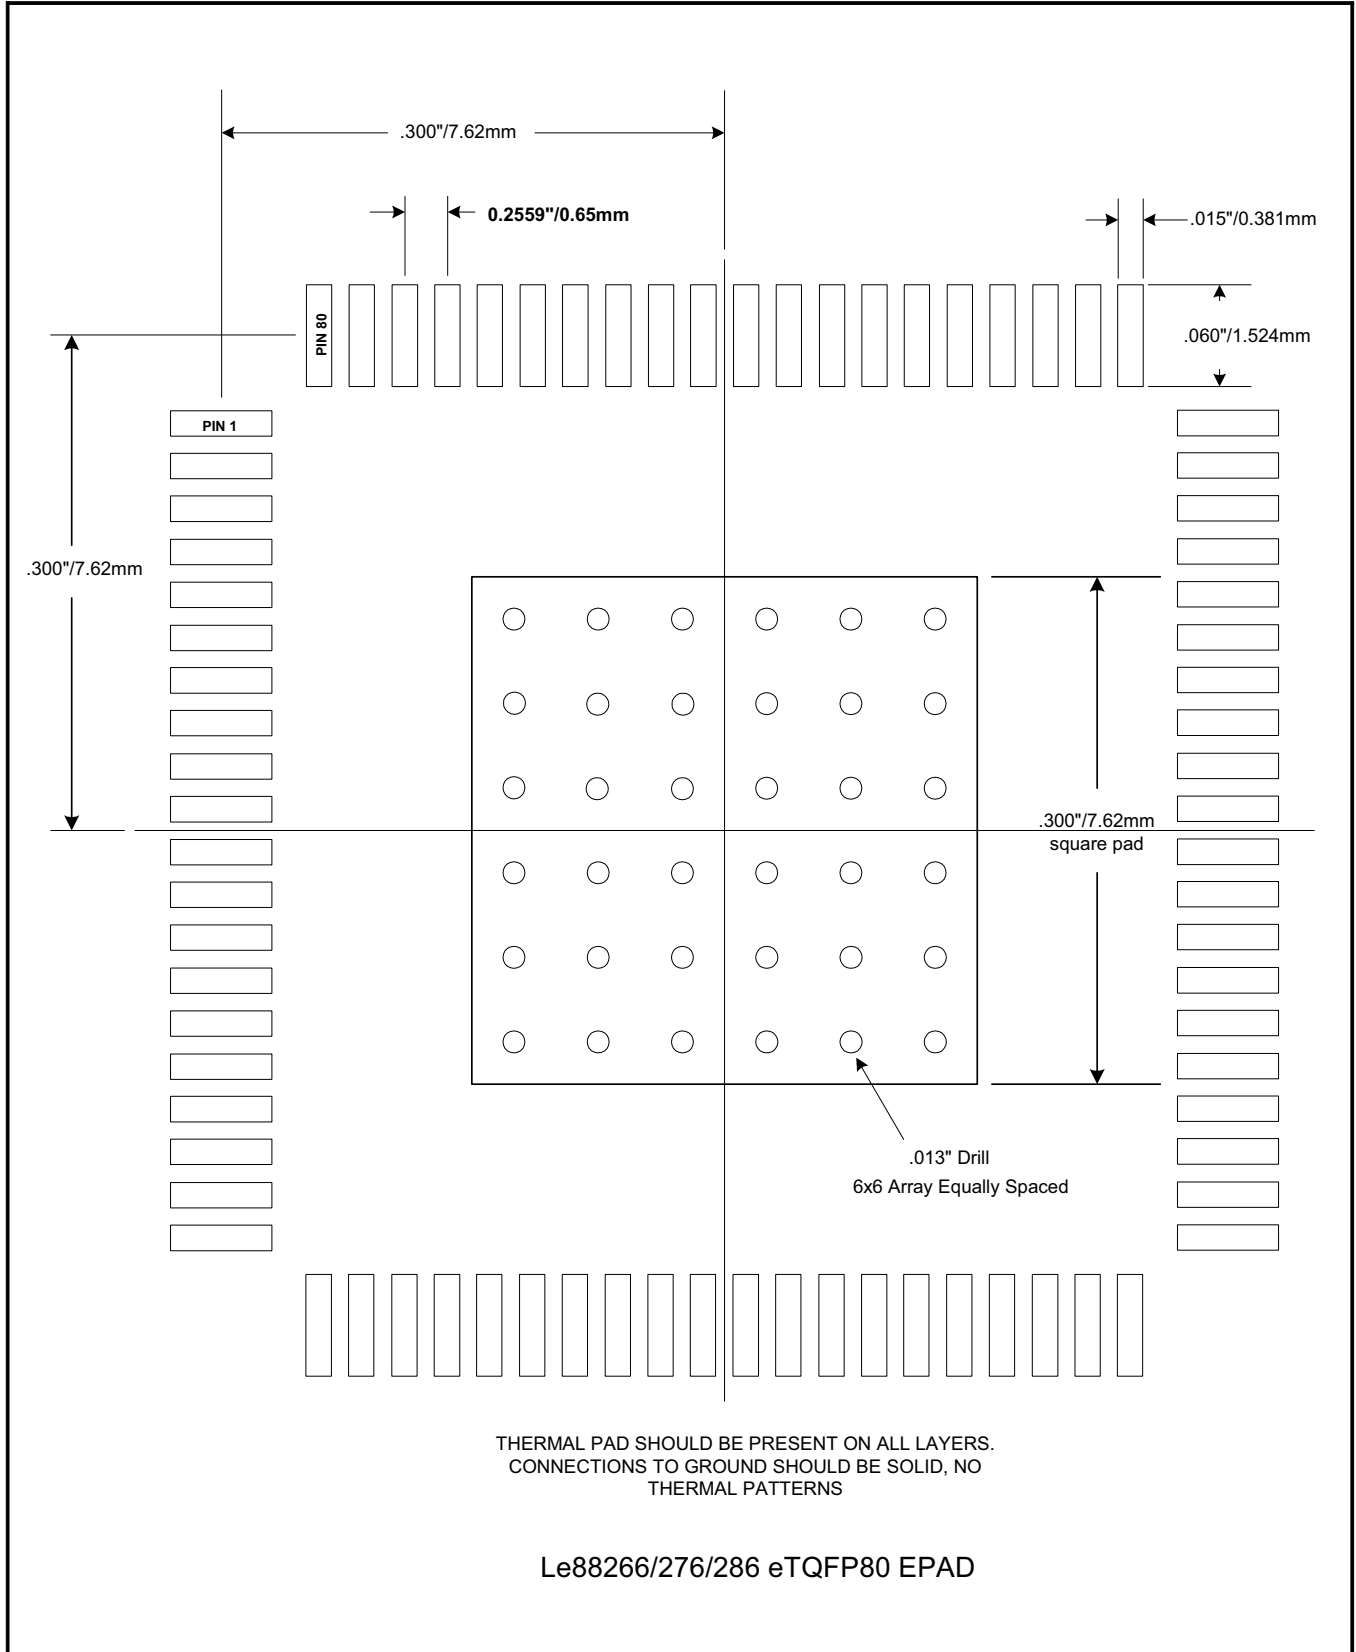 .300"/7.62mm
0.2559"/0.65mm
.015"/0.381mm
PIN 80
.060"/1.524mm
PIN 1
.300"/7.62mm
.300"/7.62mm
square pad
.013" Drill
6x6 Array Equally Spaced
THERMAL PAD SHOULD BE PRESENT ON ALL LAYERS.
CONNECTIONS TO GROUND SHOULD BE SOLID, NO
THERMAL PATTERNS
Le88266/276/286 eTQFP80 EPAD